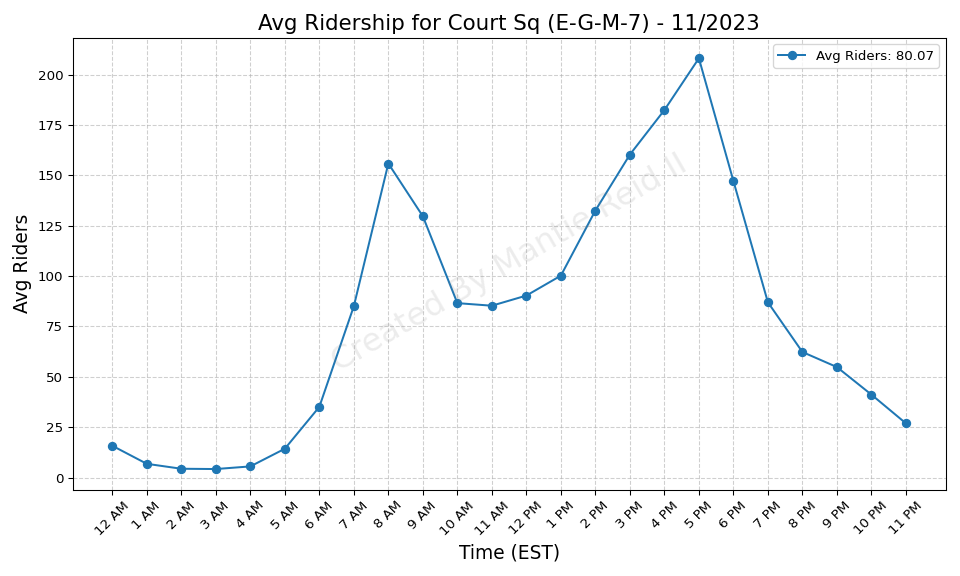 Avg Ridership for Court Sq (E-G-M-7) - 11/2023
Avg Riders: 80.07
Avg Riders
200
175
150
125
100
75
50
25
0
Created By Mantie Reid II
12 AM
1 AM
2 AM
3 AM
4 AM
5 AM
6 AM
7 AM
8 AM
9 AM
10 AM
11 AM
12 PM
1 PM
2 PM
3 PM
4 PM
5 PM
6 PM
7 PM
8 PM
9 PM
10 PM
11 PM
Time (EST)